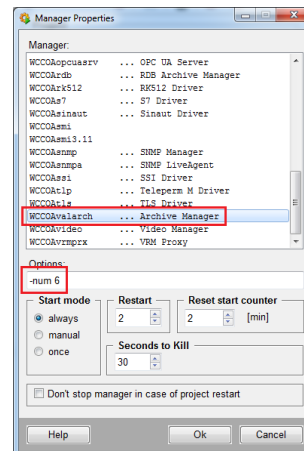 Manager Properties
Manager:
WCCOAopcuasrv ... OPC UA Server
WCCOArdb ... RDB Archive Manager
WCCOArk512 ... RK512 Driver
WCCOAs7 ... S7 Driver
WCCOAsinaut ... Sinaut Driver
WCCOAsmi
WCCOAsmi3.11
WCCOAsnmp ... SNMP Manager
WCCOAsnmpa ... SNMP LiveAgent
WCCOAssi ... SSI Driver
WCCOAtlp ... Teleperm M Driver
WCCOAtls ... TLS Driver
WCCOAvalarch ... Archive Manager
WCCOAvideo ... Video Manager
WCCOAvrmprx ... VRM Proxy
Options:
-num 6
Start mode Restart Reset start counter
always 2 2 [min]
manual
once Seconds to Kill
30
Don't stop manager in case of project restart
Help Ok Cancel